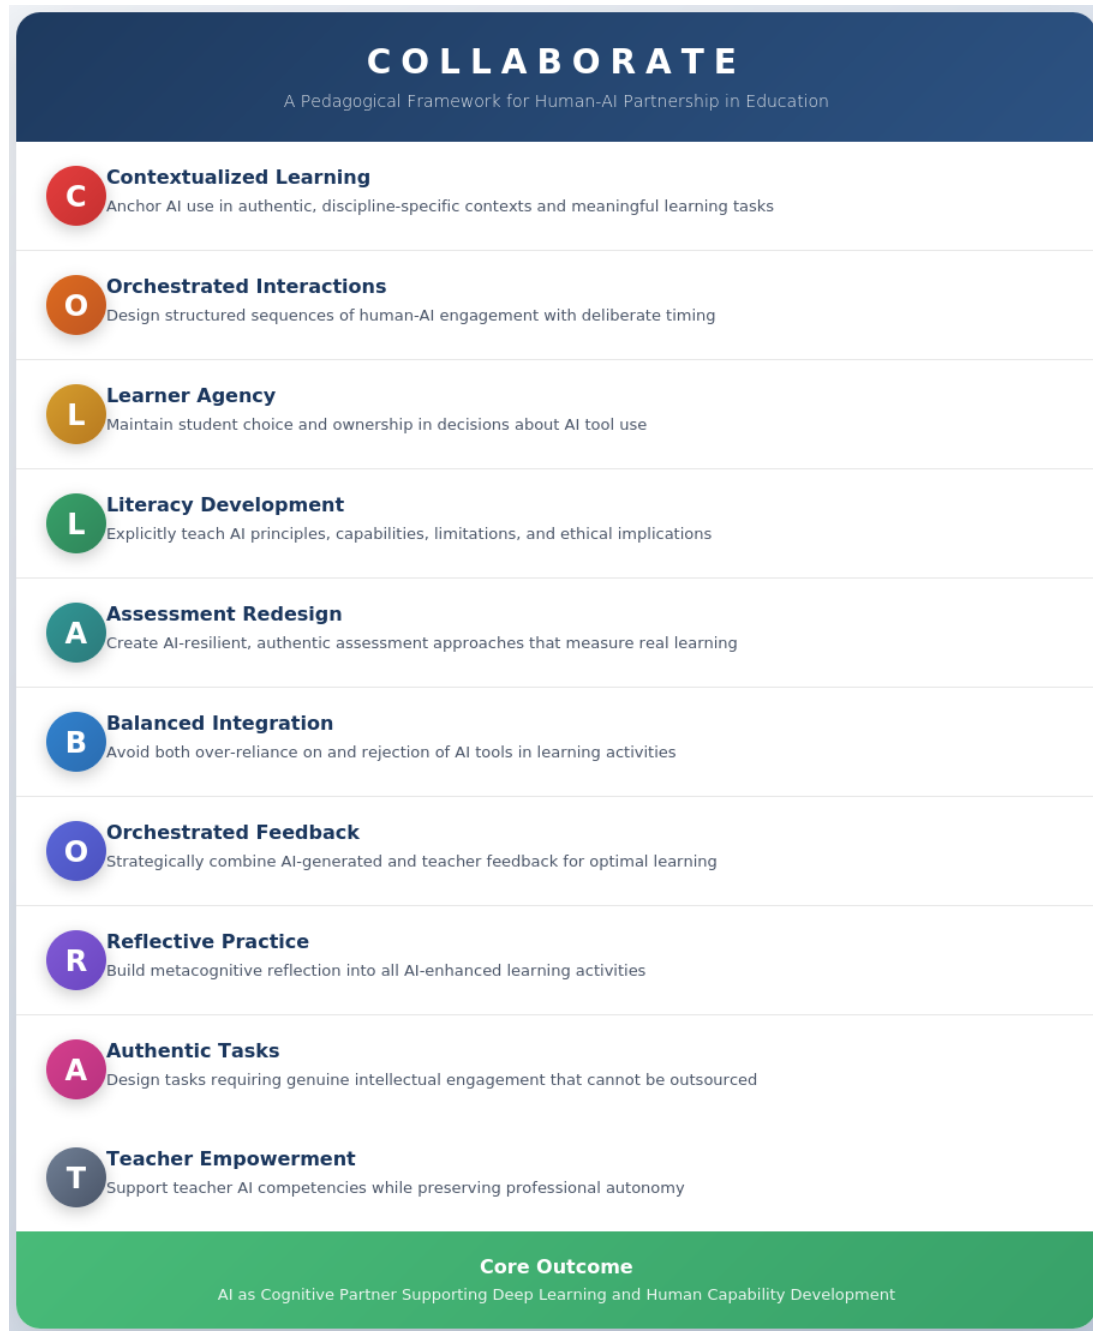 COLLABORATE
A Pedagogical Framework for Human-AI Partnership in Education
C
Contextualized Learning
Anchor AI use in authentic, discipline-specific contexts and meaningful learning tasks
O
Orchestrated Interactions
Design structured sequences of human-AI engagement with deliberate timing
L
Learner Agency
Maintain student choice and ownership in decisions about AI tool use
L
Literacy Development
Explicitly teach AI principles, capabilities, limitations, and ethical implications
A
Assessment Redesign
Create AI-resilient, authentic assessment approaches that measure real learning
B
Balanced Integration
Avoid both over-reliance on and rejection of AI tools in learning activities
O
Orchestrated Feedback
Strategically combine AI-generated and teacher feedback for optimal learning
R
Reflective Practice
Build metacognitive reflection into all AI-enhanced learning activities
A
Authentic Tasks
Design tasks requiring genuine intellectual engagement that cannot be outsourced
T
Teacher Empowerment
Support teacher AI competencies while preserving professional autonomy
Core Outcome
AI as Cognitive Partner Supporting Deep Learning and Human Capability Development